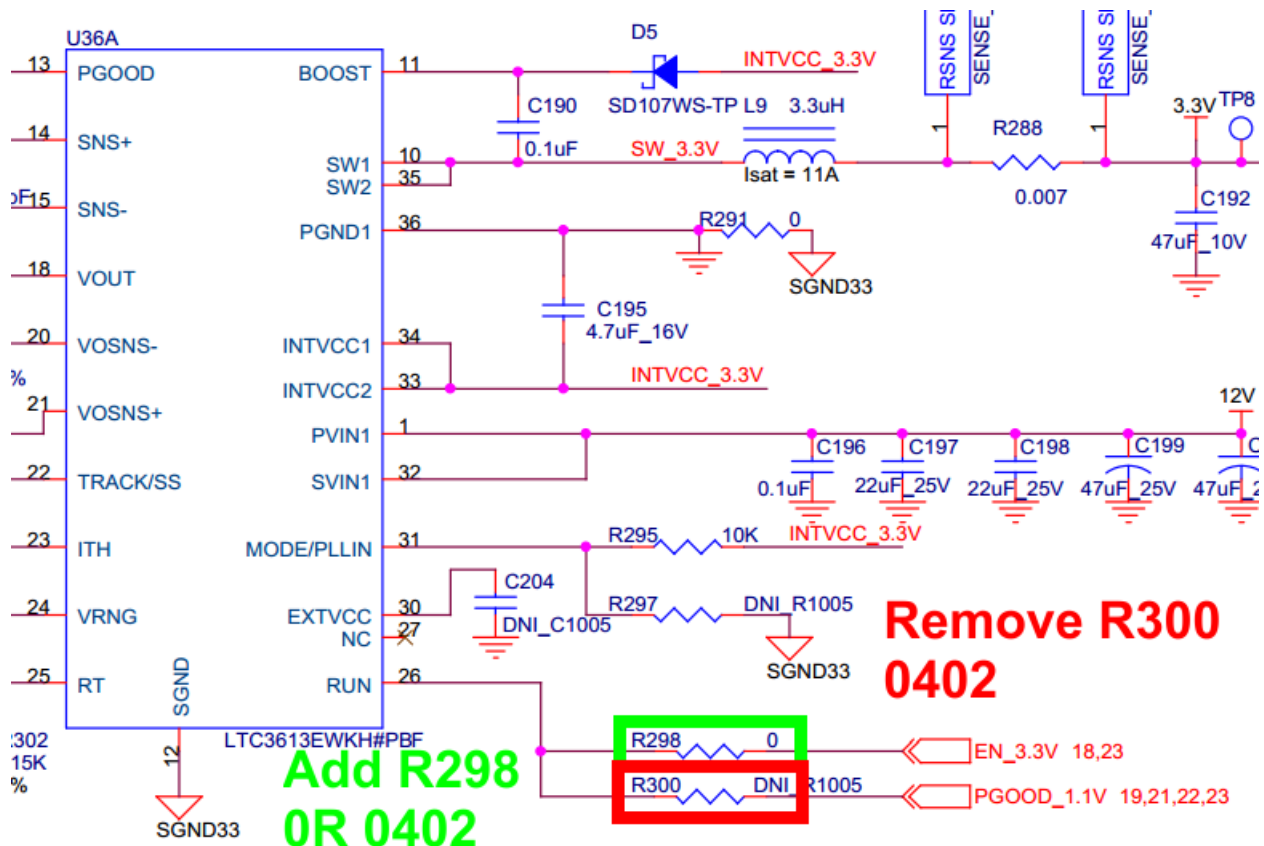 U36A
13 PGOOD
14 SNS+
15 SNS-
18 VOUT
20 VOSNS-
21 VOSNS+
22 TRACK/SS
23 ITH
24 VRNG
25 RT
SGND
12
SGND33
BOOST 11
SW1 10
SW2 35
PGND1 36
INTVCC1 34
INTVCC2 33
PVIN1 1
SVIN1 32
MODE/PLLIN 31
EXTVCC 30
NC 27
RUN 26
LTC3613EWKH#PBF
D5
INTVCC_3.3V
SD107WS-TP
C190
0.1uF
L9 3.3uH
SW_3.3V
Isat = 11A
RSNS
SENSE_
1
RSNS
SENSE_
1
R288
0.007
3.3V
TP8
C192
47uF_10V
R291 0
SGND33
C195
4.7uF_16V
INTVCC_3.3V
12V
C196
0.1uF
C197
22uF_25V
C198
22uF_25V
C199
47uF_25V
R295 10K INTVCC_3.3V
C204
DNI_C1005
R297 DNI_R1005
SGND33
Remove R300
0402
R298 0
EN_3.3V 18,23
R300 DNI_R1005
PGOOD_1.1V 19,21,22,23
Add R298
0R 0402
15K
%
%